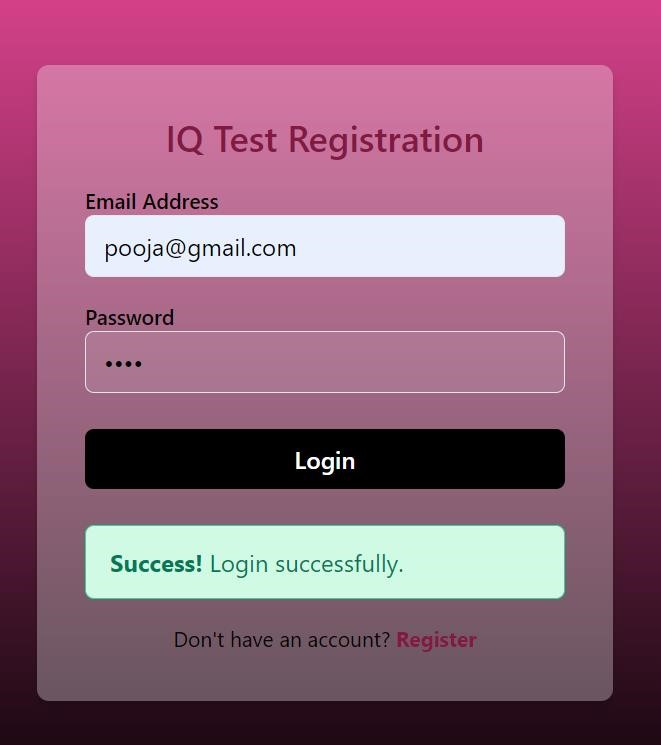 IQ Test Registration
Email Address
pooja@gmail.com
Password
••••
Login
Success! Login successfully.
Don't have an account? Register